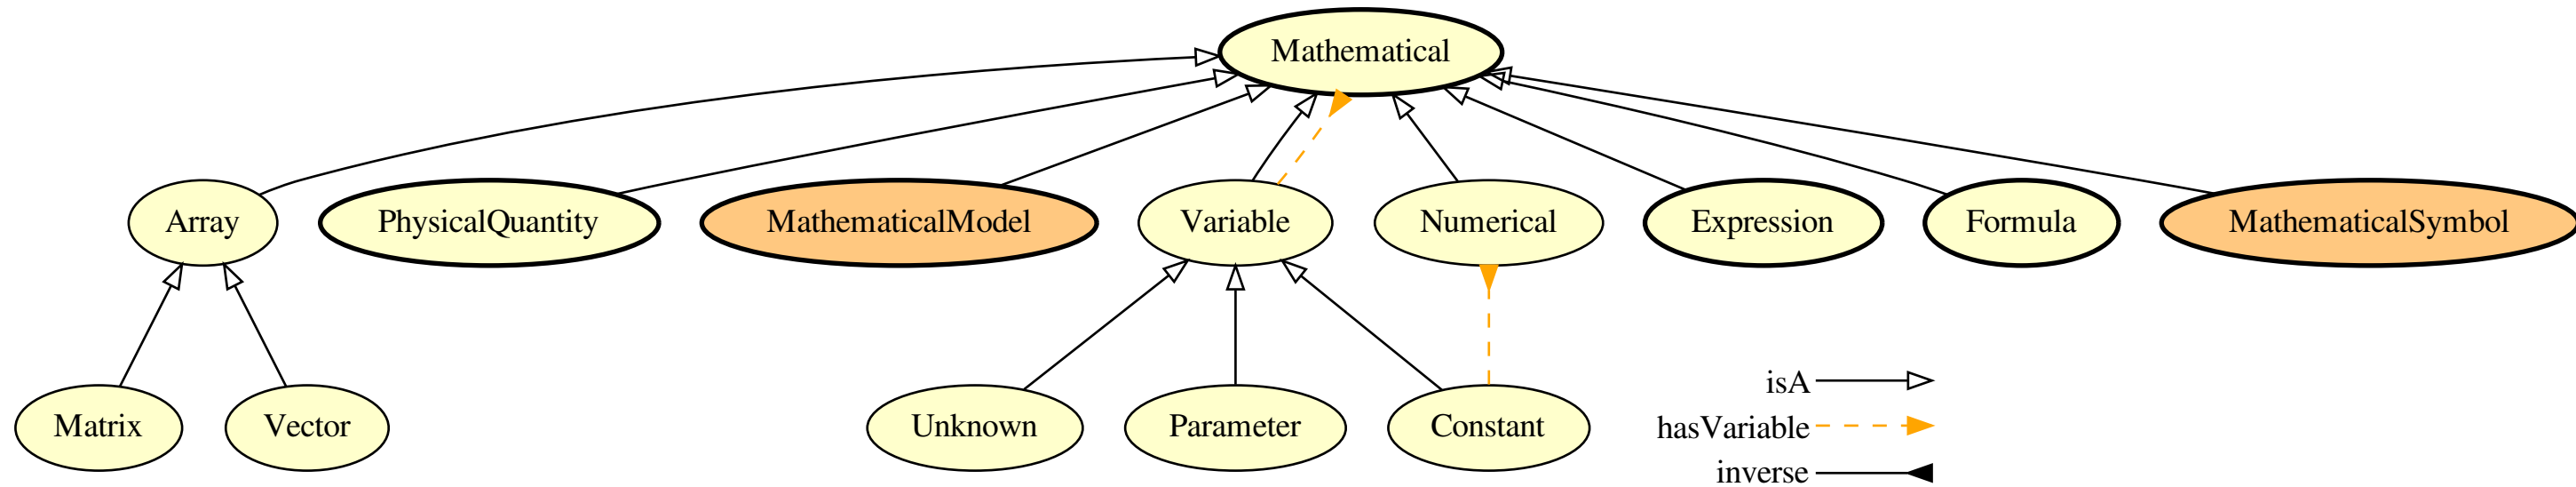 Mathematical
Array
PhysicalQuantity
MathematicalModel
Variable
Numerical
Expression
Formula
MathematicalSymbol
Matrix
Vector
Unknown
Parameter
Constant
isA
hasVariable
inverse